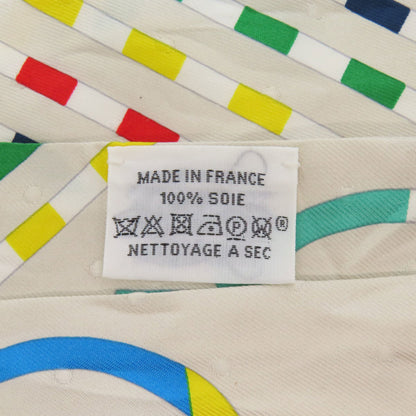 MADE IN FRANCE
100% SOIE
P W ®
NETTOYAGE A SEC